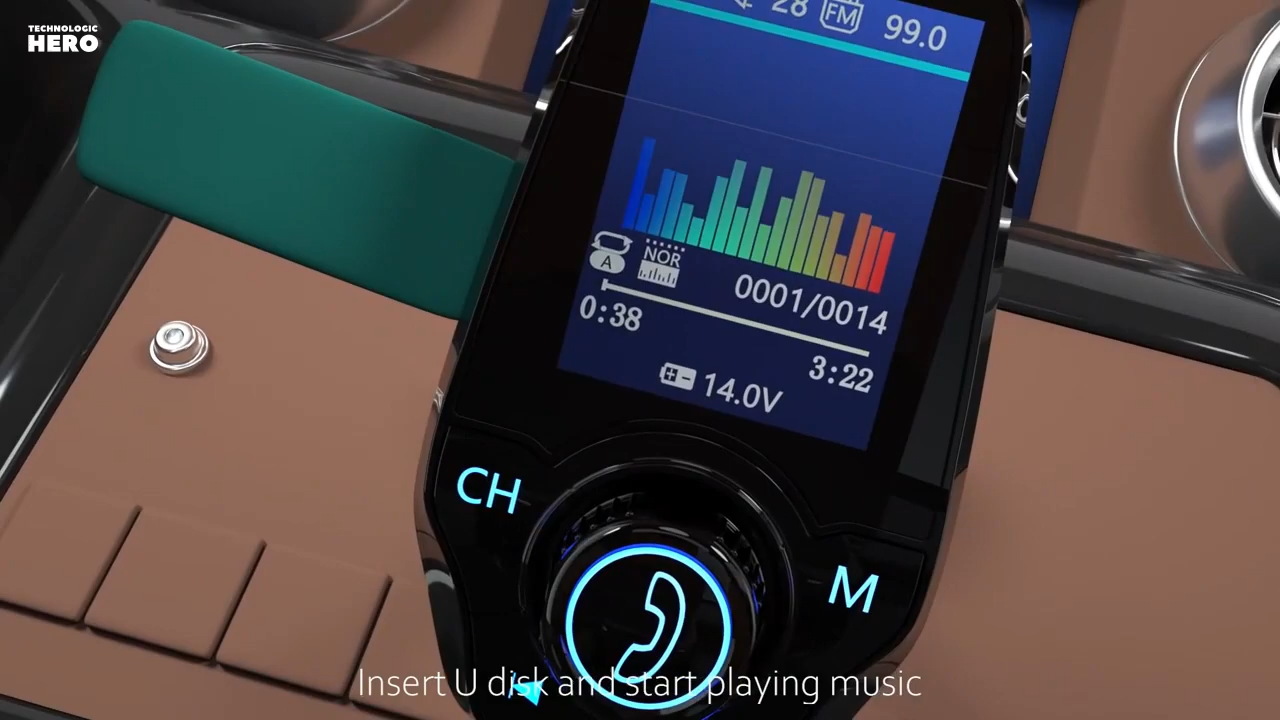 TECHNOLOGIC
HERO
28 FM 99.0
A
NOR
0001/0014
0:38
3:22
14.0V
CH
M
Insert U disk and start playing music